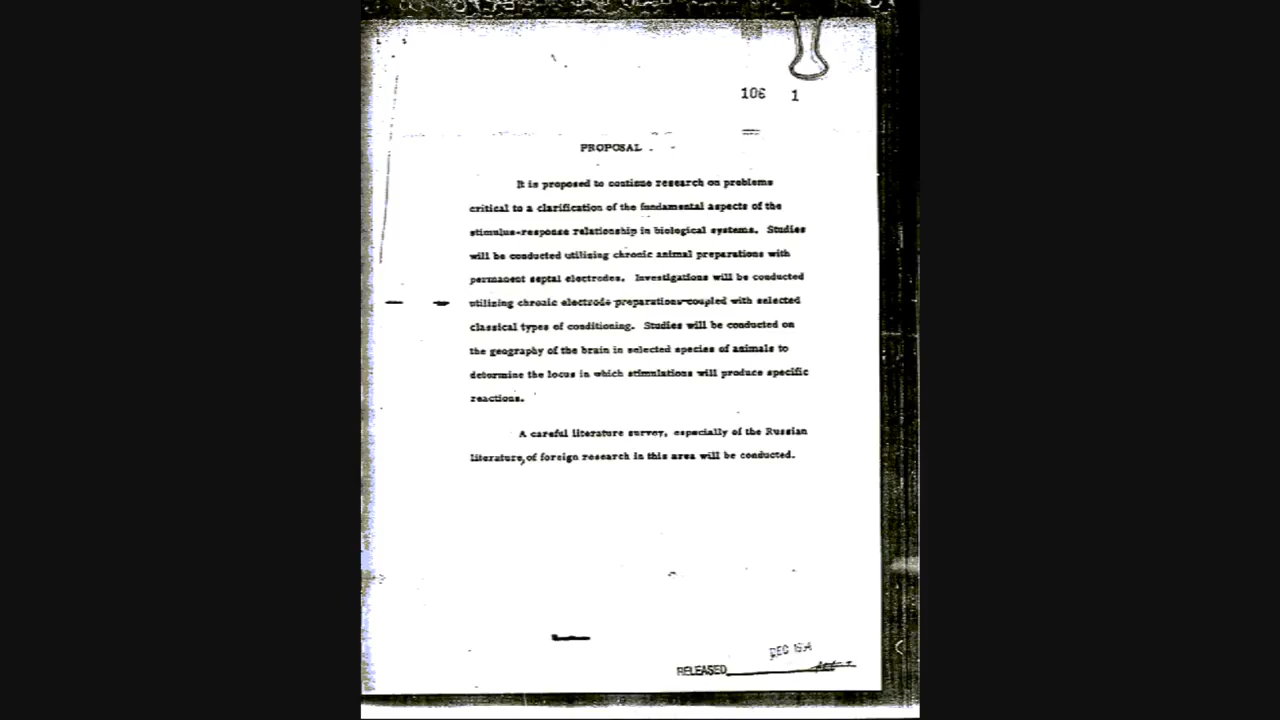 106 1
PROPOSAL
It is proposed to continue research on problems
critical to a clarification of the fundamental aspects of the
stimulus-response relationship in biological systems. Studies
will be conducted utilizing chronic animal preparations with
permanent septal electrodes. Investigations will be conducted
utilizing chronic electrode preparations coupled with selected
classical types of conditioning. Studies will be conducted on
the geography of the brain in selected species of animals to
determine the locus in which stimulations will produce specific
reactions.
A careful literature survey, especially of the Russian
literature, of foreign research in this area will be conducted.
DEC
RELEASED